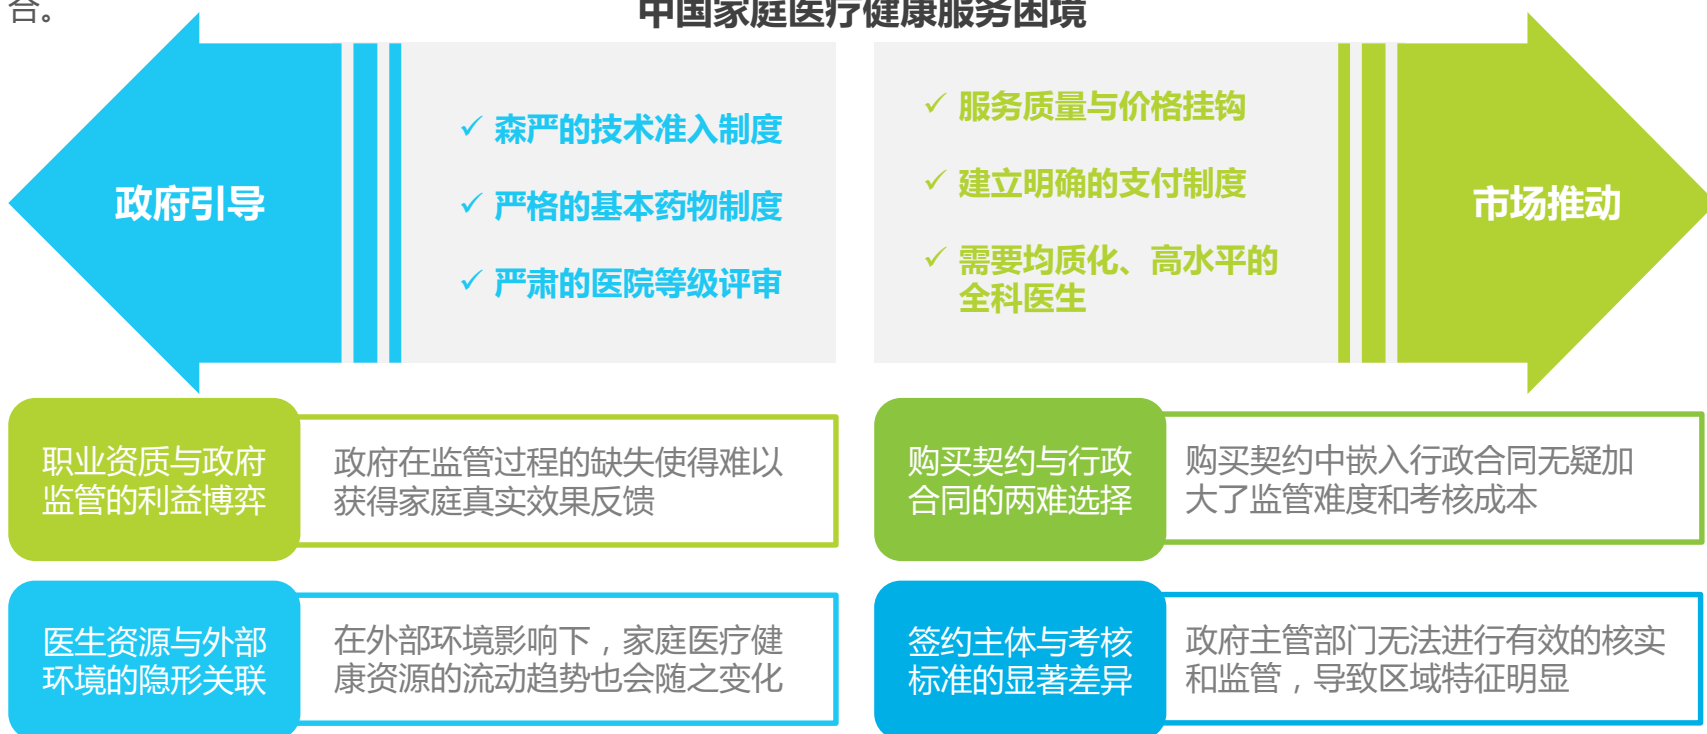 合。
中国家庭医疗健康服务困境
政府引导
✓ 森严的技术准入制度
✓ 严格的基本药物制度
✓ 严肃的医院等级评审
✓ 服务质量与价格挂钩
✓ 建立明确的支付制度
✓ 需要均质化、高水平的
全科医生
市场推动
职业资质与政府
监管的利益博弈
政府在监管过程的缺失使得难以
获得家庭真实效果反馈
购买契约与行政
合同的两难选择
购买契约中嵌入行政合同无疑加
大了监管难度和考核成本
医生资源与外部
环境的隐形关联
在外部环境影响下，家庭医疗健
康资源的流动趋势也会随之变化
签约主体与考核
标准的显著差异
政府主管部门无法进行有效的核实
和监管，导致区域特征明显